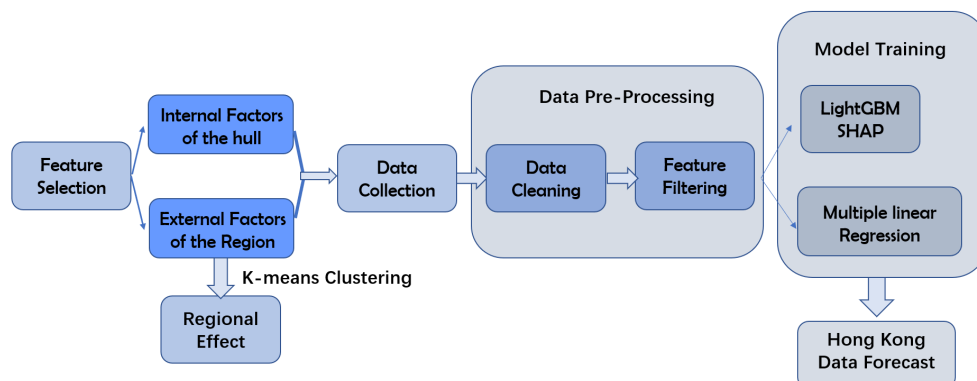 Feature
Selection
Internal Factors
of the hull
External Factors
of the Region
K-means Clustering
Regional
Effect
Data
Collection
Data Pre-Processing
Data
Cleaning
Feature
Filtering
Model Training
LightGBM
SHAP
Multiple linear
Regression
Hong Kong
Data Forecast